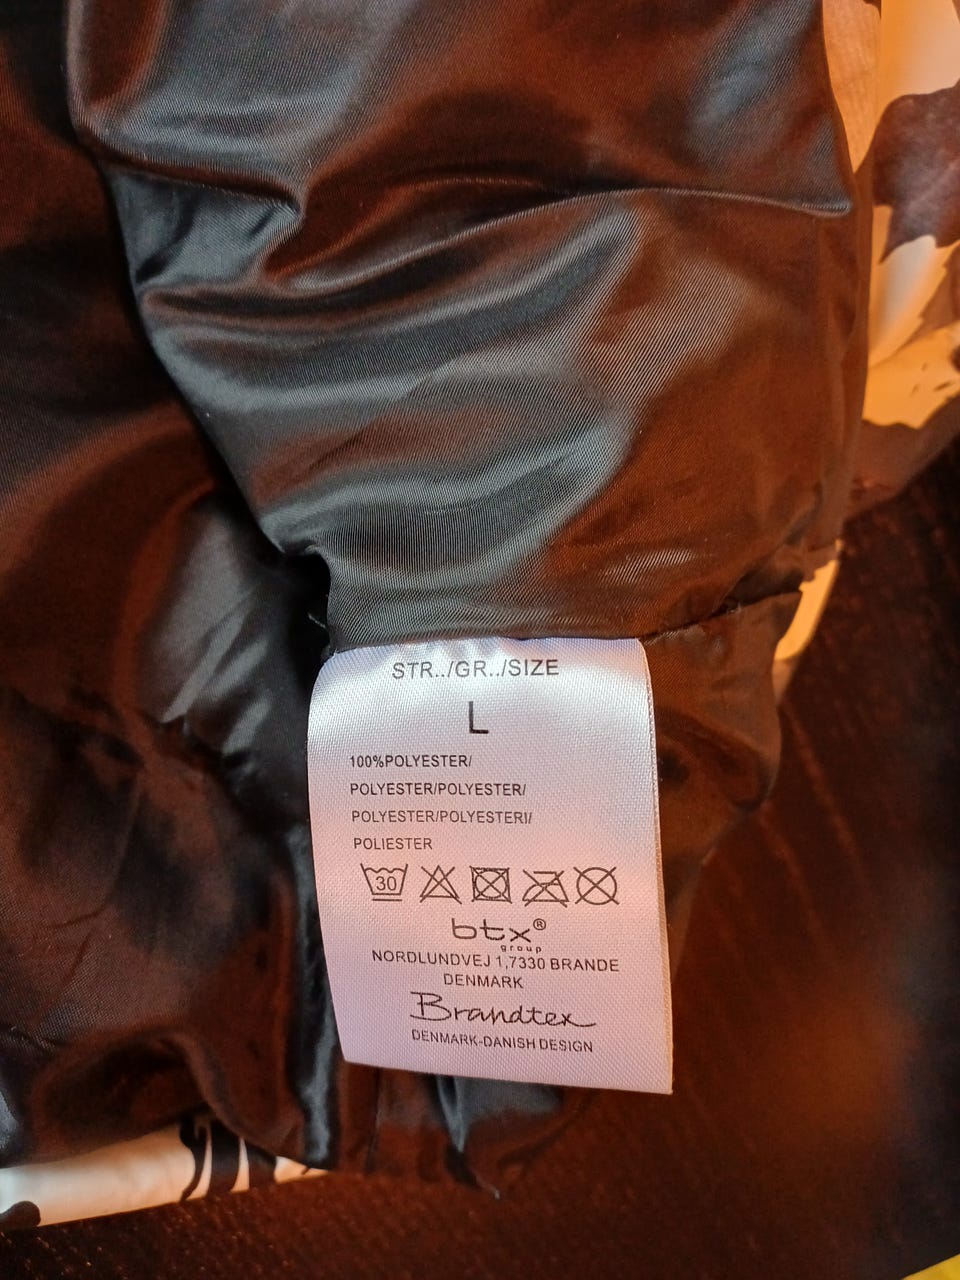 STR../GR../SIZE
L
100%POLYESTER/
POLYESTER/POLYESTER/
POLYESTER/POLYESTERI/
POLIESTER
30
btx®
group
NORDLUNDVEJ 1,7330 BRANDE
DENMARK
Brandtex
DENMARK-DANISH DESIGN